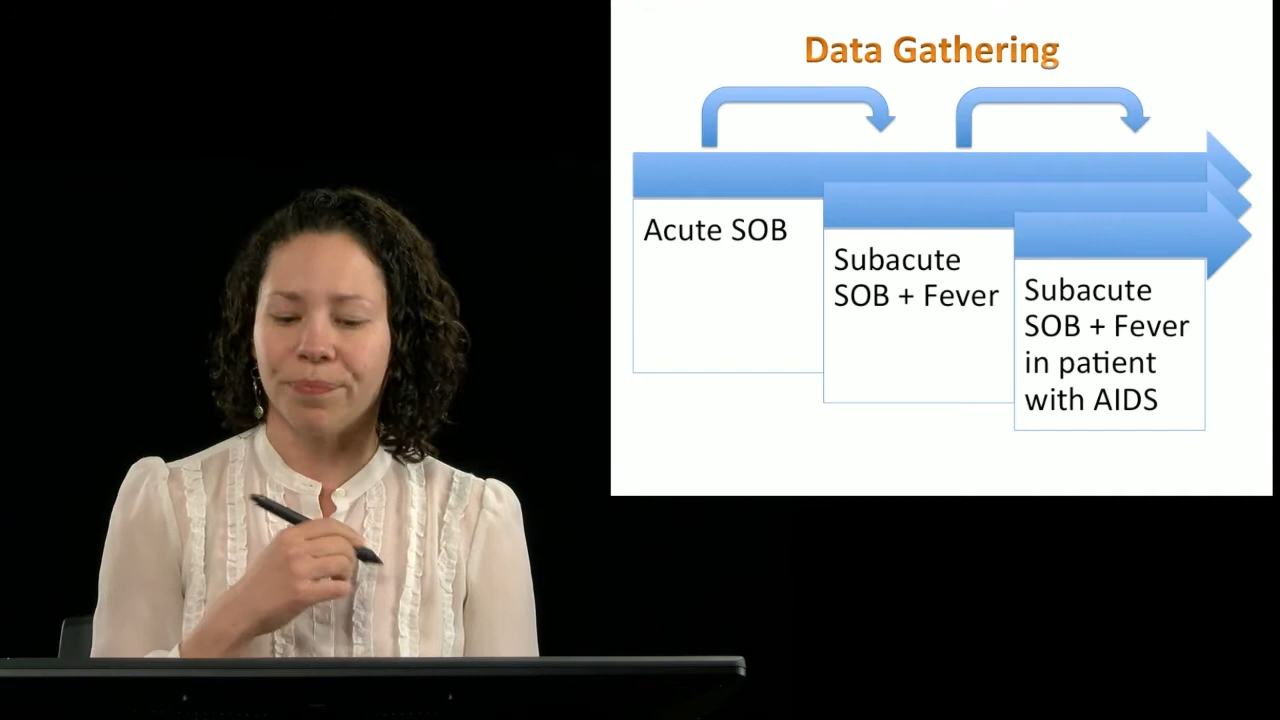 Data Gathering
Acute SOB
Subacute
SOB + Fever
Subacute
SOB + Fever
in patient
with AIDS